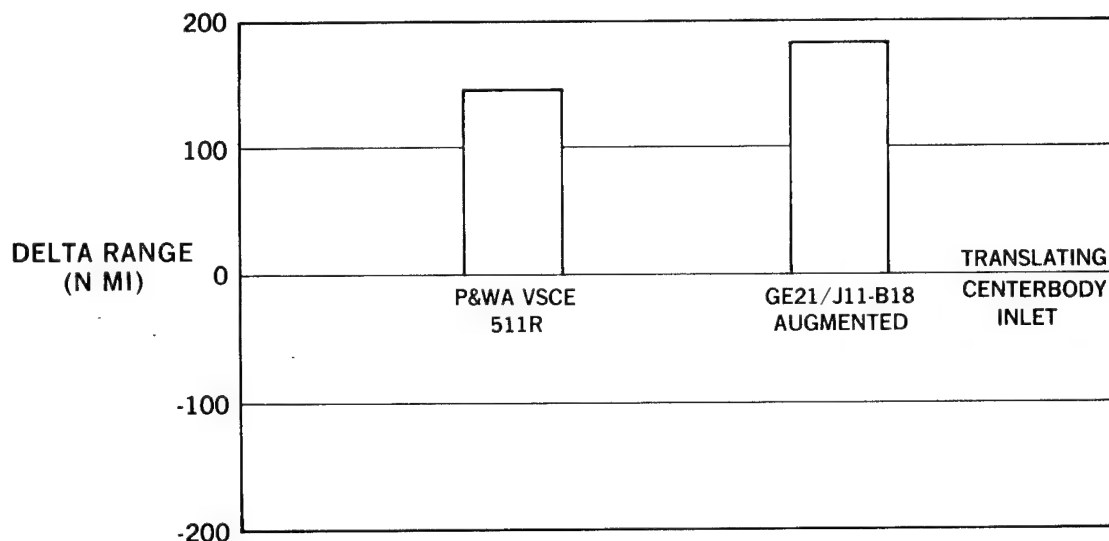 200
100
DELTA RANGE
(N MI)
0
-100
-200
P&WA VSCE
511R
GE21/J11-B18
AUGMENTED
TRANSLATING
CENTERBODY
INLET